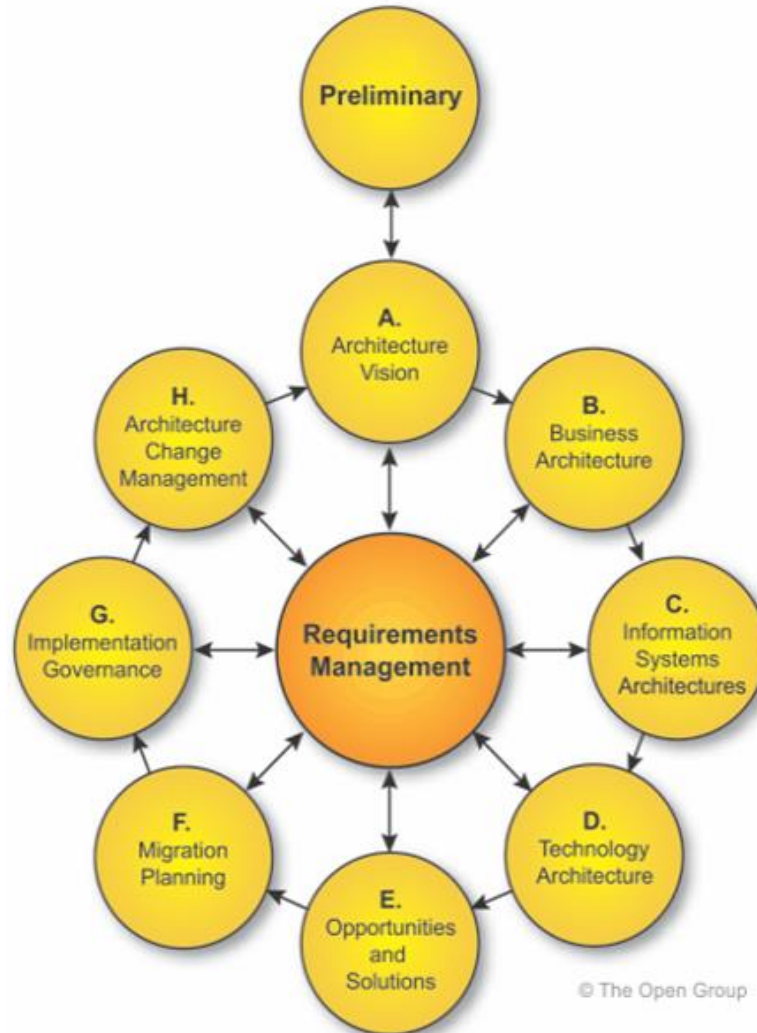 Preliminary
A.
Architecture
Vision
B.
Business
Architecture
C.
Information
Systems
Architectures
D.
Technology
Architecture
E.
Opportunities
and
Solutions
F.
Migration
Planning
G.
Implementation
Governance
H.
Architecture
Change
Management
Requirements
Management
© The Open Group